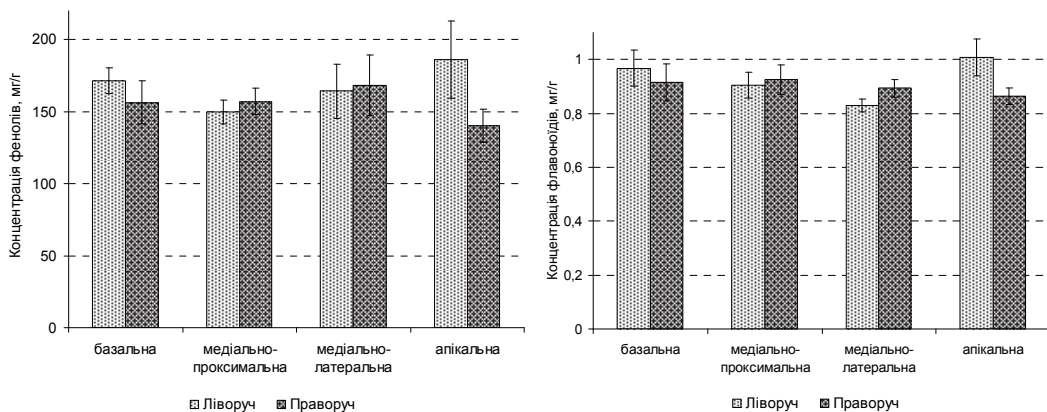 Концентрація фенолів, мг/г
200
150
100
50
0
базальна
медіально-
проксимальна
медіально-
латеральна
апікальна
Ліворуч
Праворуч
Концентрація флавоноїдів, мг/г
1
0,8
0,6
0,4
0,2
0
базальна
медіально-
проксимальна
медіально-
латеральна
апікальна
Ліворуч
Праворуч